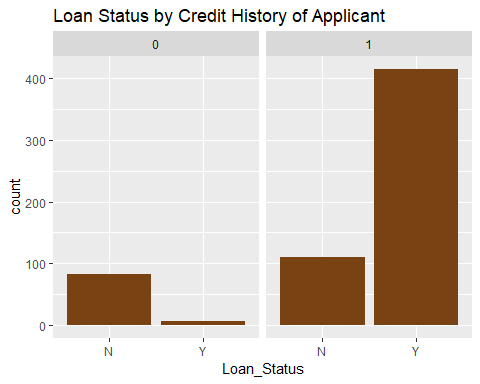 Loan Status by Credit History of Applicant
0 1
400
300
200
100
0
count
N Y N Y
Loan_Status